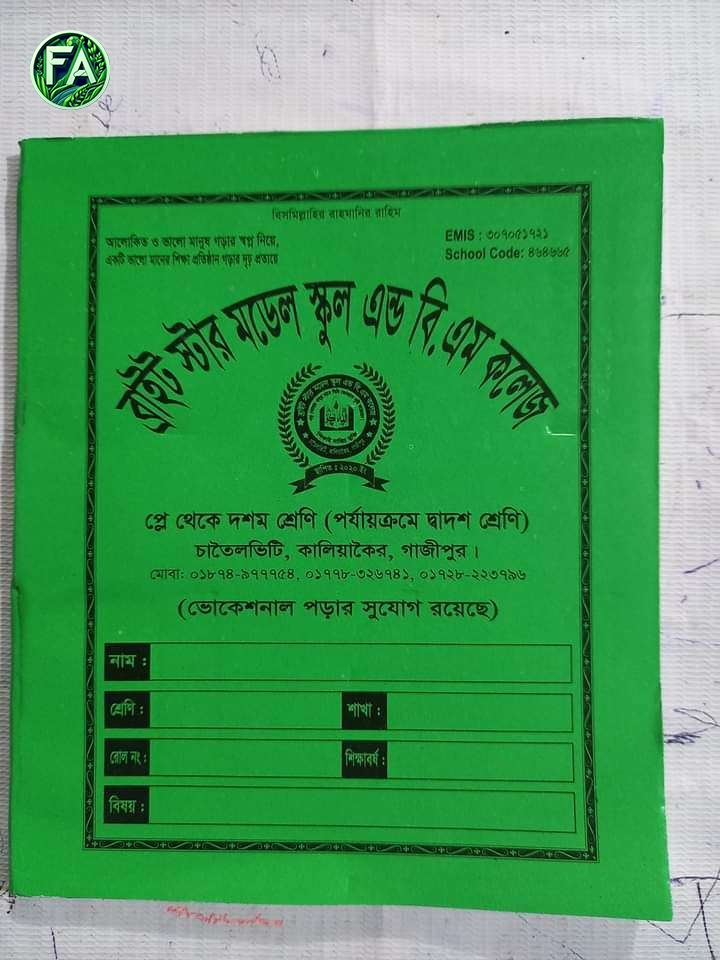 FA
বিসমিল্লাহির রাহমানির রাহিম
আলোকিত ও ভালো মানুষ গড়ার স্বপ্ন নিয়ে,
একটি ভালো মানের শিক্ষা প্রতিষ্ঠান গড়ার দৃঢ় প্রত্যয়ে
EMIS : ৩০৭০৫১৭২১
School Code: ৪৬৪৬৬৫
ব্রাইট স্টার মডেল স্কুল এন্ড বি.এম কলেজ
স্থাপিত : ২০২০ ইং
প্লে থেকে দশম শ্রেণি (পর্যায়ক্রমে দ্বাদশ শ্রেণি)
চাতৈলভিটি, কালিয়াকৈর, গাজীপুর।
মোবা: ০১৮৭৪-৯৭৭৭৫৪, ০১৭৭৮-৩২৬৭৪১, ০১৭২৮-২২৩৭৯৬
(ভোকেশনাল পড়ার সুযোগ রয়েছে)
নাম :
শ্রেণি :
শাখা :
রোল নং :
শিক্ষাবর্ষ :
বিষয় :